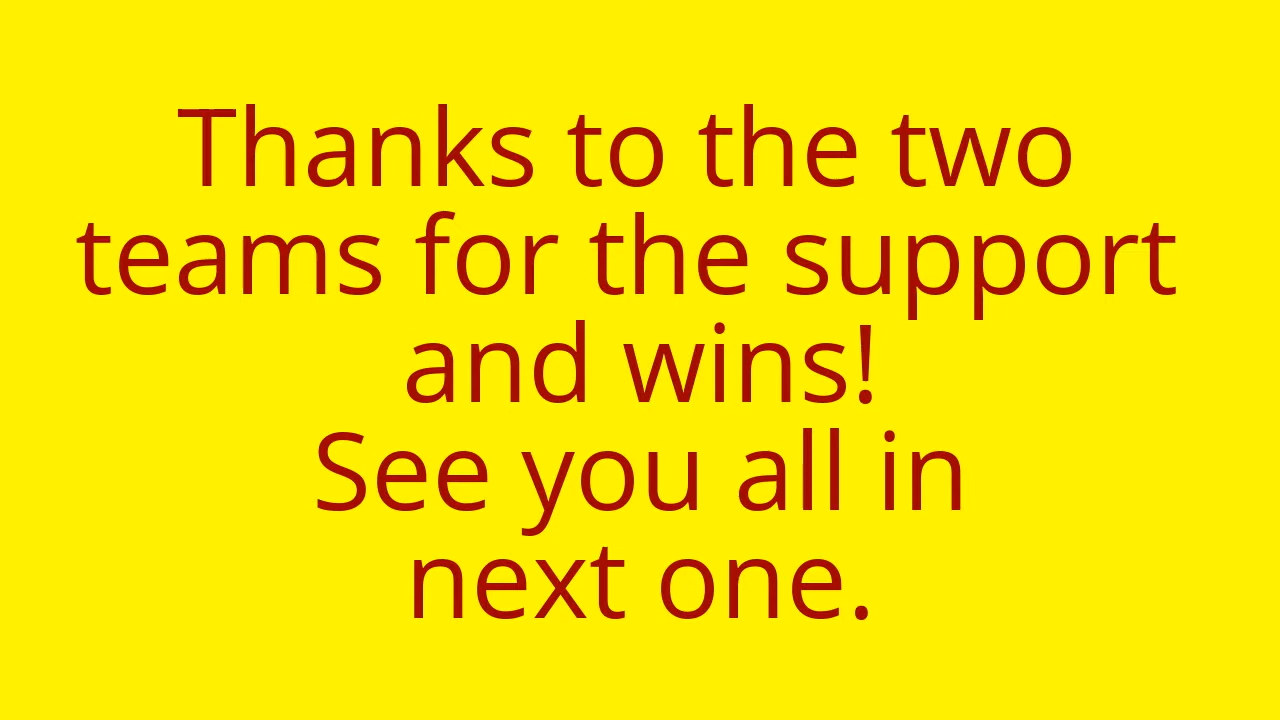 Thanks to the two
teams for the support
and wins!
See you all in
next one.